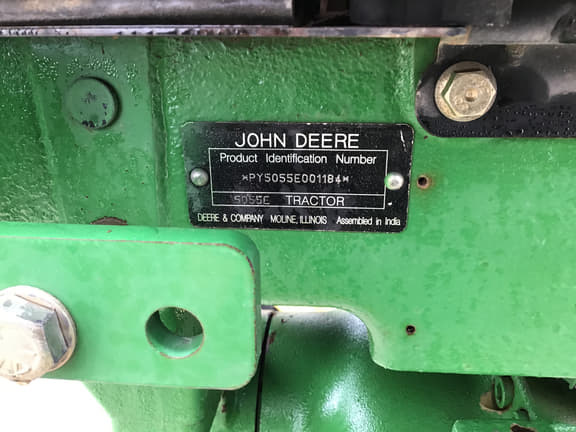 JOHN DEERE
Product Identification Number
*PY5055E001184*
5055E TRACTOR
DEERE & COMPANY MOLINE, ILLINOIS Assembled in India